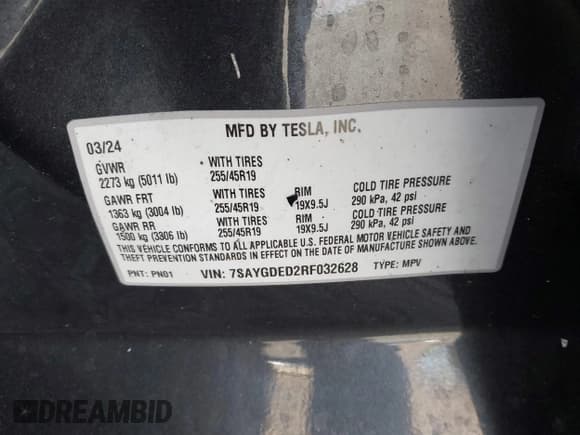 MFD BY TESLA, INC.
03/24
GVWR WITH TIRES
2273 kg (5011 lb) 255/45R19
GAWR FRT WITH TIRES RIM COLD TIRE PRESSURE
1363 kg (3004 lb) 255/45R19 19X9.5J 290 kPa, 42 psi
GAWR RR WITH TIRES RIM COLD TIRE PRESSURE
1500 kg (3306 lb) 255/45R19 19X9.5J 290 kPa, 42 psi
THIS VEHICLE CONFORMS TO ALL APPLICABLE U.S. FEDERAL MOTOR VEHICLE SAFETY AND
THEFT PREVENTION STANDARDS IN EFFECT ON THE DATE OF MANUFACTURE SHOWN ABOVE.
PNT: PN01 VIN: 7SAYGDED2RF032628 TYPE: MPV
DREAMBID